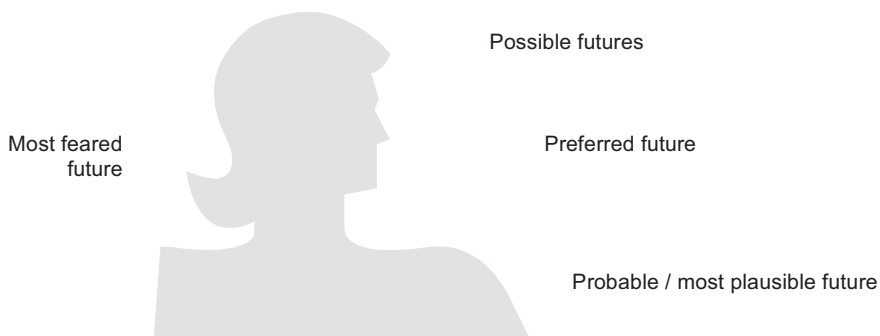 Possible futures
Most feared
future
Preferred future
Probable / most plausible future